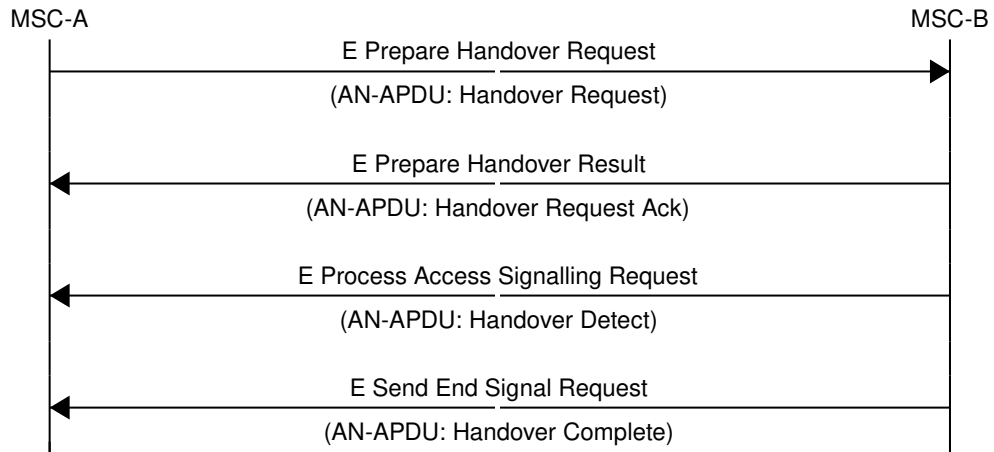 MSC-A
MSC-B
E Prepare Handover Request
(AN-APDU: Handover Request)
E Prepare Handover Result
(AN-APDU: Handover Request Ack)
E Process Access Signalling Request
(AN-APDU: Handover Detect)
E Send End Signal Request
(AN-APDU: Handover Complete)